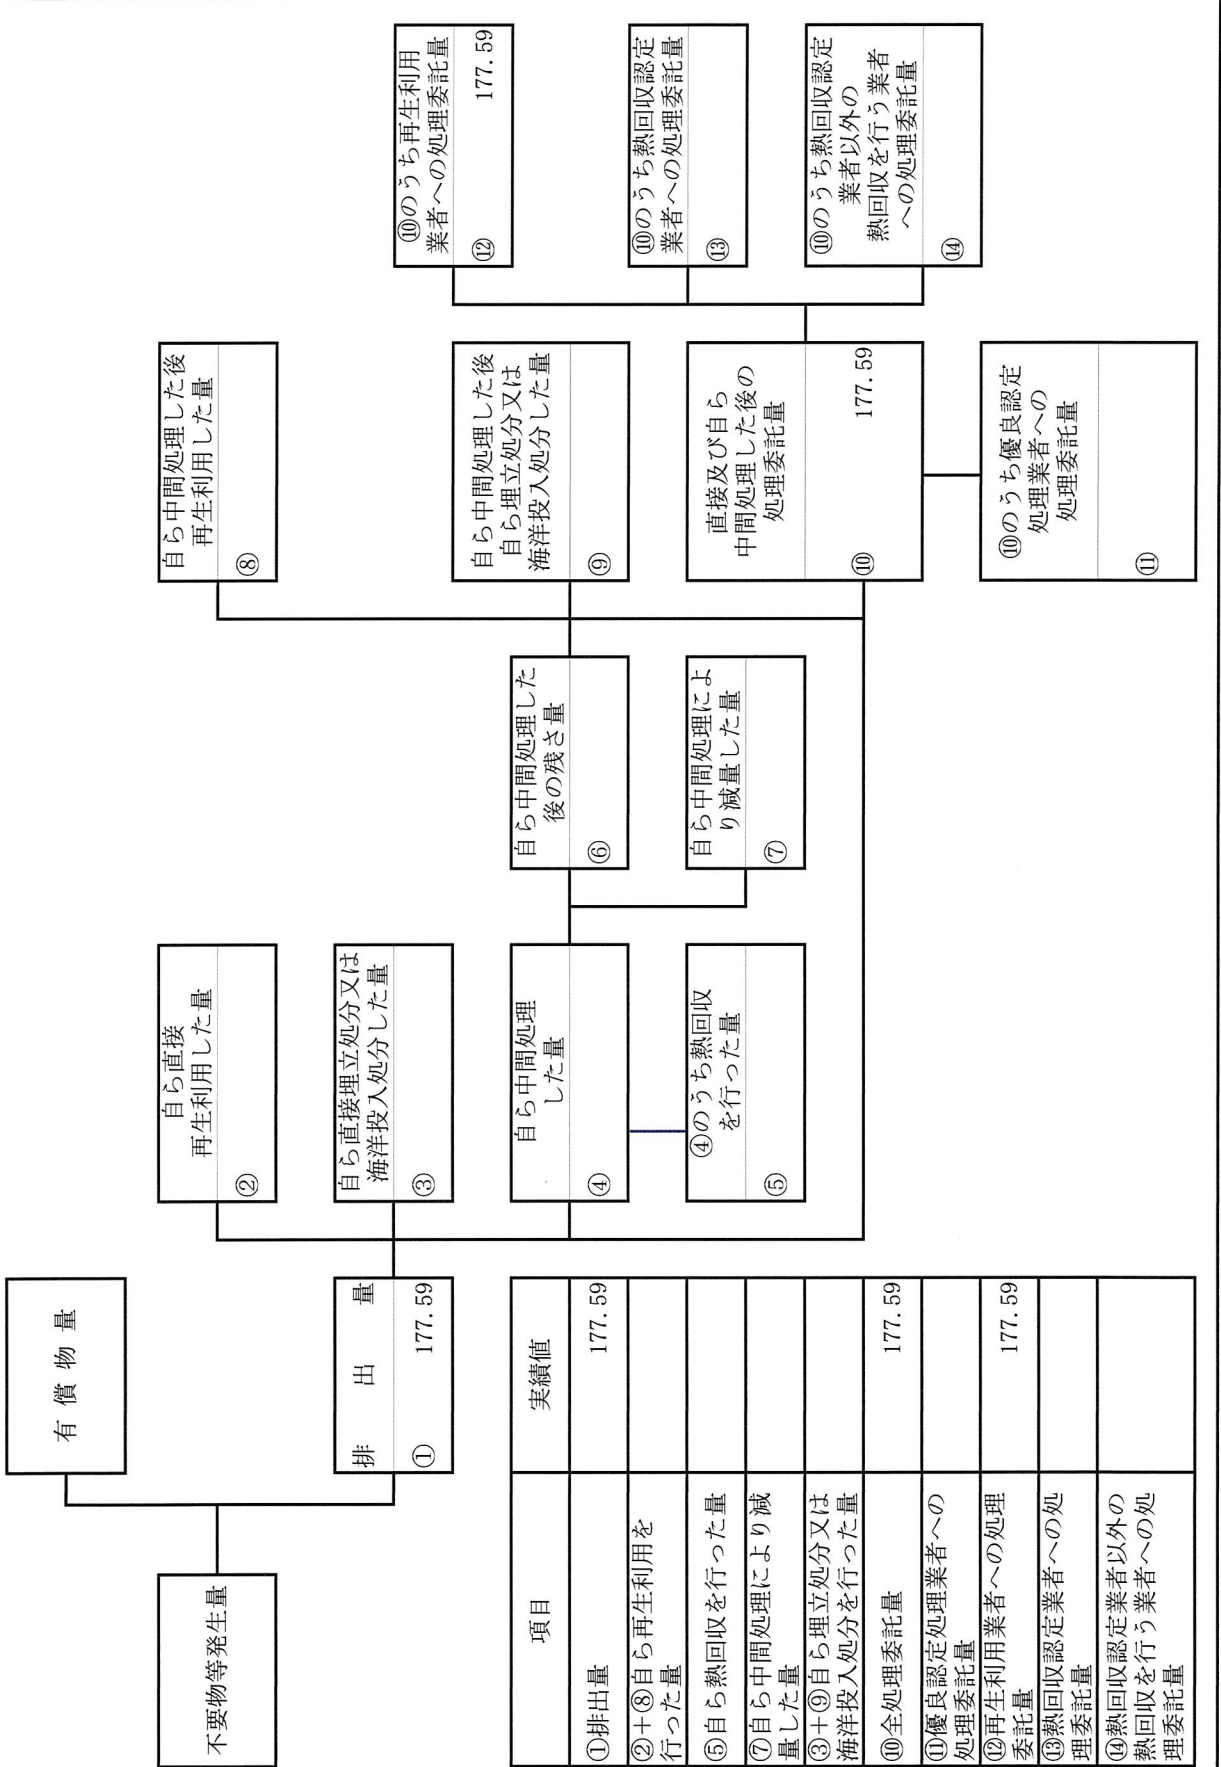 不要物等発生量
有償物量
排出量
① 177.59
自ら直接
再生利用した量
②
自ら直接埋立処分又は
海洋投入処分した量
③
自ら中間処理
した量
④
④のうち熱回収
を行った量
⑤
自ら中間処理した
後の残さ量
⑥
自ら中間処理によ
り減量した量
⑦
自ら中間処理した後
再生利用した量
⑧
自ら中間処理した後
自ら埋立処分又は
海洋投入処分した量
⑨
直接及び自ら
中間処理した後の
処理委託量
⑩ 177.59
⑩のうち優良認定
処理業者への
処理委託量
⑪
⑩のうち再生利用
業者への処理委託量
⑫ 177.59
⑩のうち熱回収認定
業者への処理委託量
⑬
⑩のうち熱回収認定
業者以外の
熱回収を行う業者
への処理委託量
⑭
項目 実績値
①排出量 177.59
②+⑧自ら再生利用を
行った量
⑤自ら熱回収を行った量
⑦自ら中間処理により減
量した量
③+⑨自ら埋立処分又は
海洋投入処分を行った量
⑩全処理委託量 177.59
⑪優良認定処理業者への
処理委託量
⑫再生利用業者への処理
委託量 177.59
⑬熱回収認定業者への処
理委託量
⑭熱回収認定業者以外の
熱回収を行う業者への処
理委託量